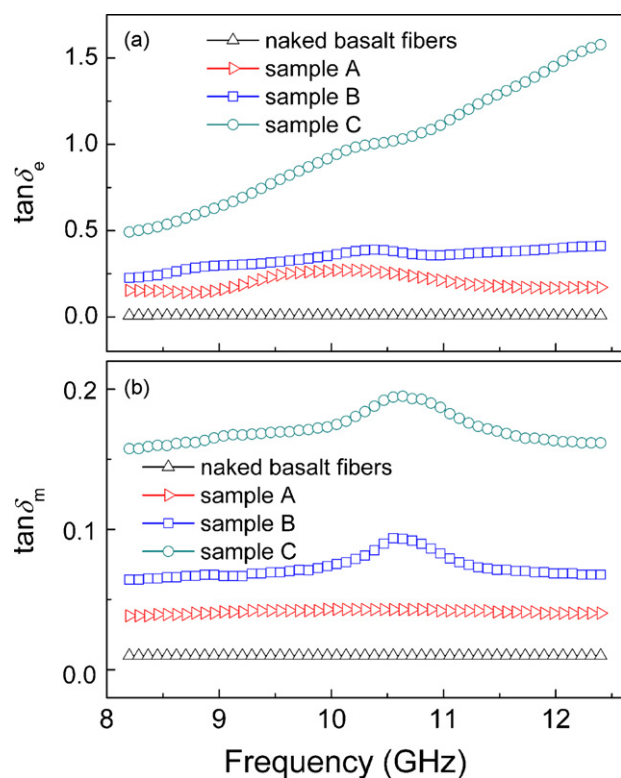 (a)
naked basalt fibers
sample A
sample B
sample C
tanδe
1.5
1.0
0.5
0.0
(b)
naked basalt fibers
sample A
sample B
sample C
tanδm
0.2
0.1
0.0
8 9 10 11 12
Frequency (GHz)